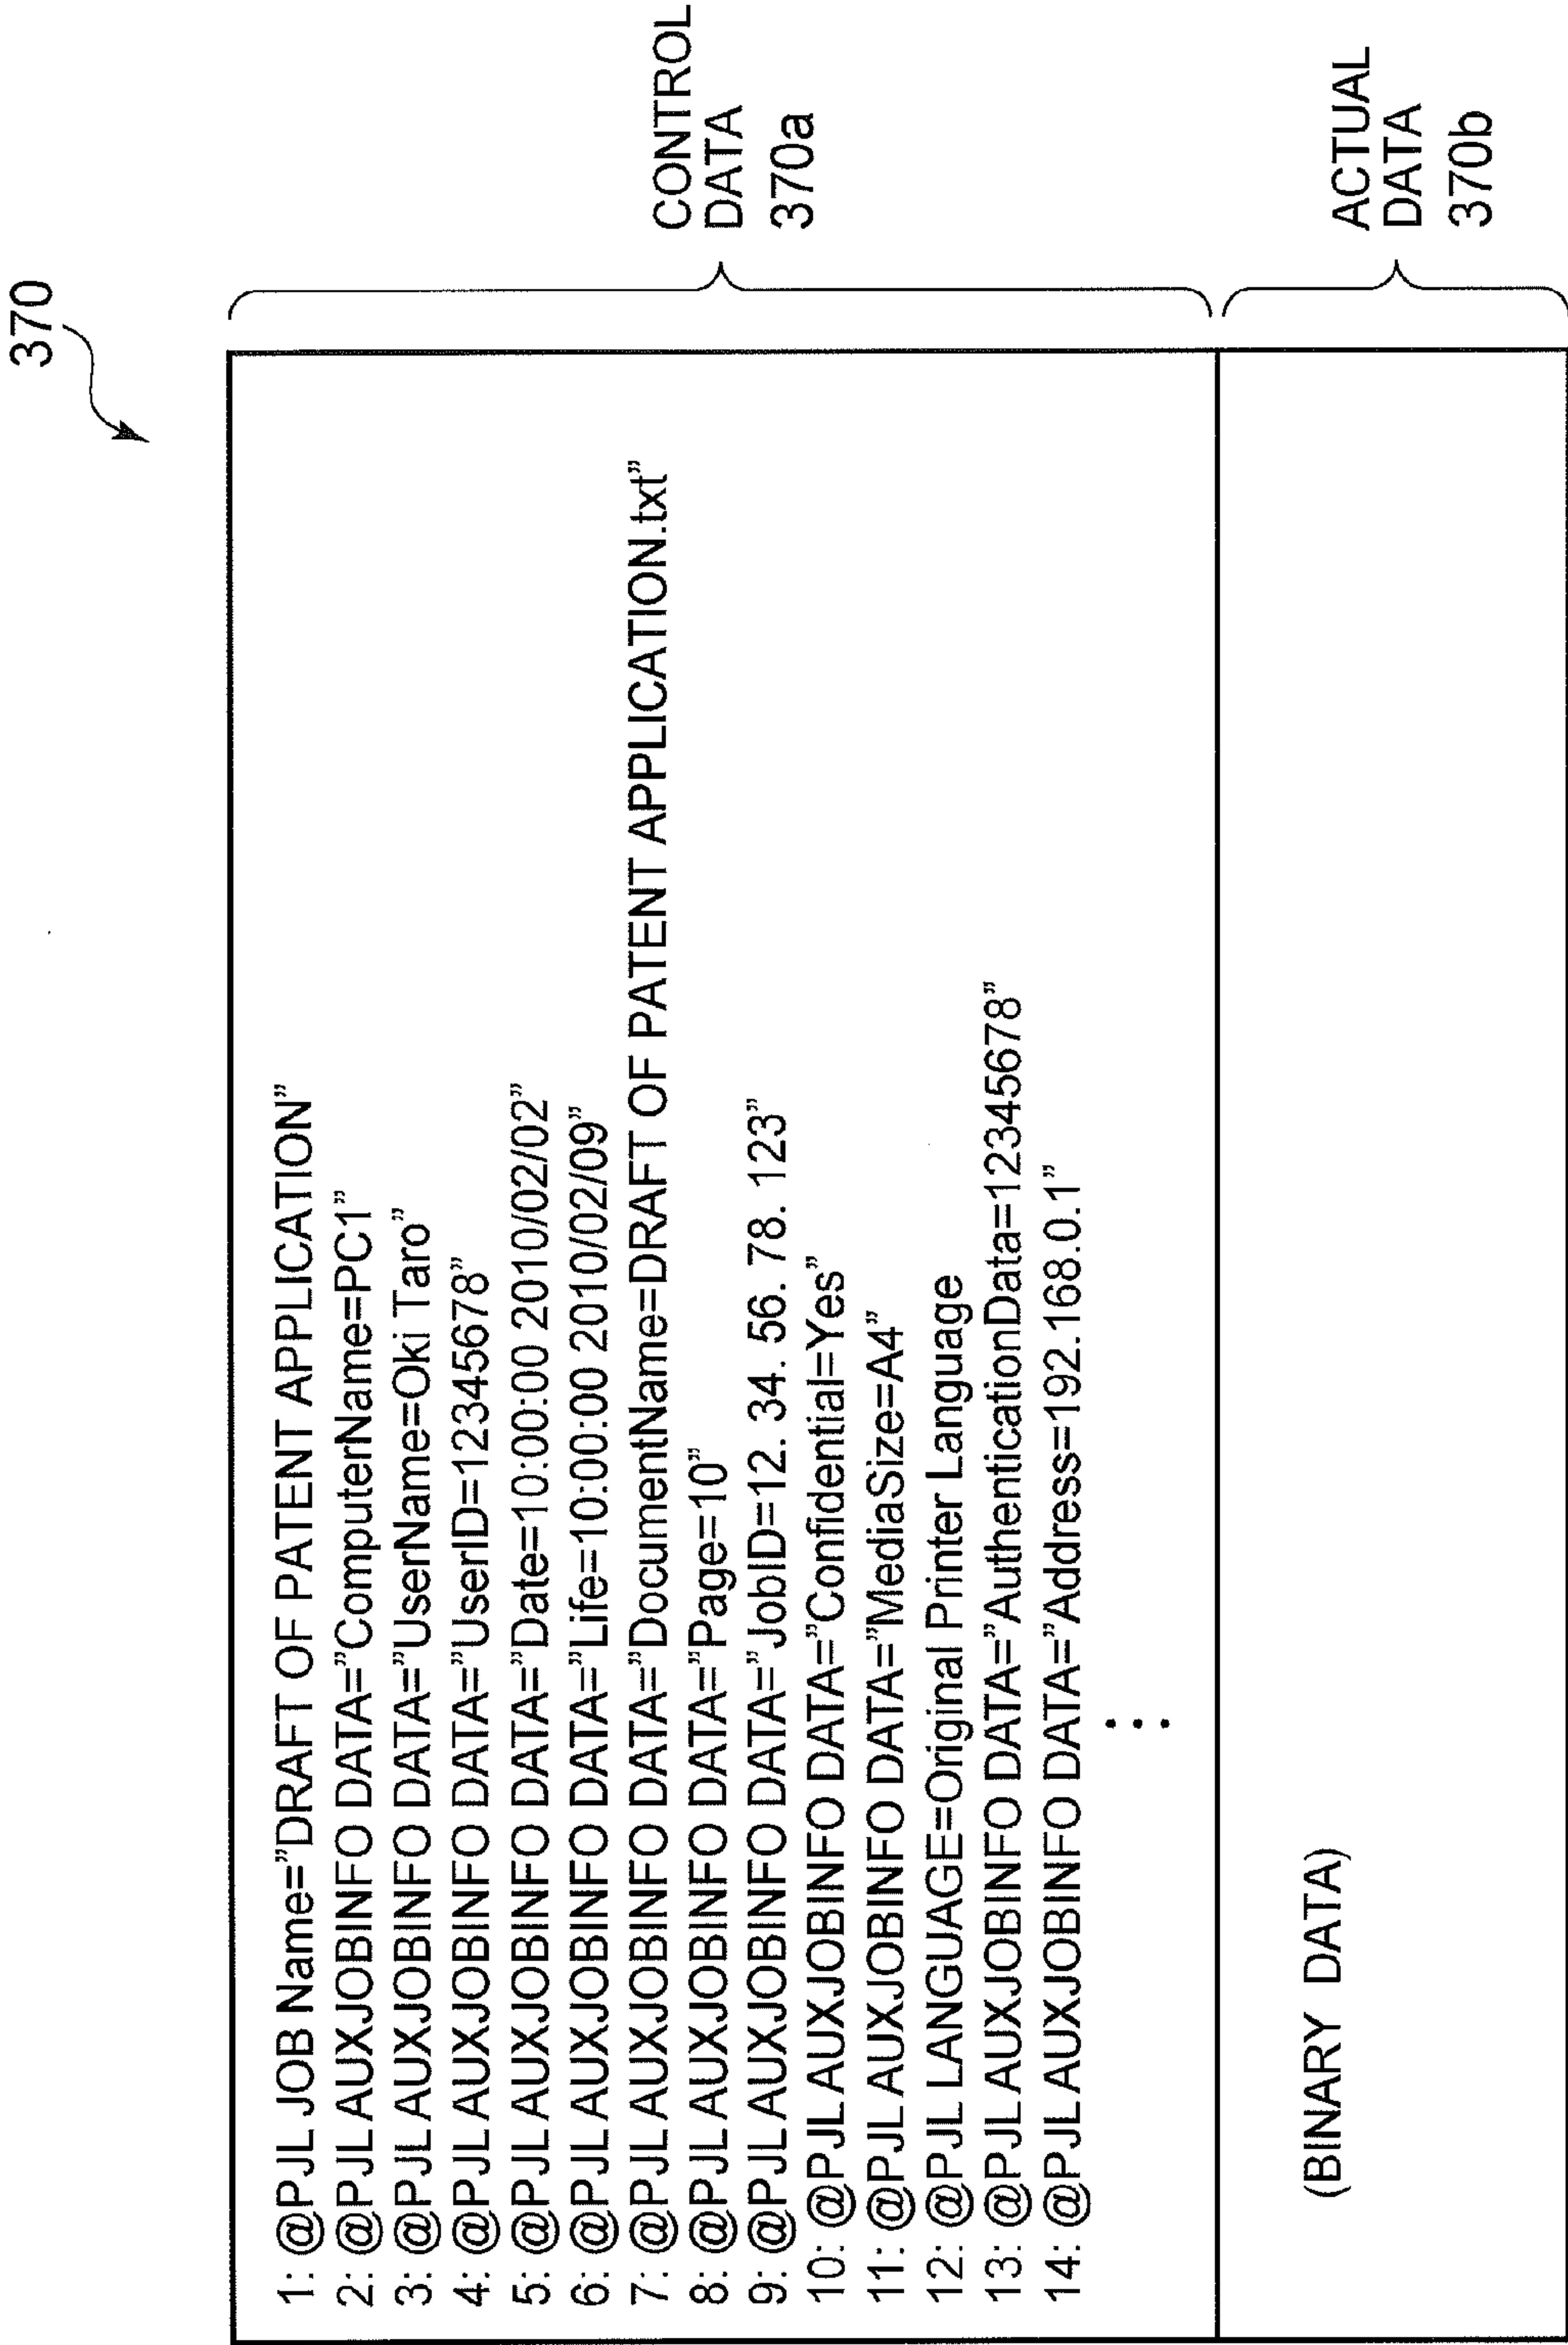 370
1: @PJL JOB Name=”DRAFT OF PATENT APPLICATION”
2: @PJL AUXJOBINFO DATA=”ComputerName=PC1”
3: @PJL AUXJOBINFO DATA=”UserName=Oki Taro”
4: @PJL AUXJOBINFO DATA=”UserID=12345678”
5: @PJL AUXJOBINFO DATA=”Date=10:00:00 2010/02/02”
6: @PJL AUXJOBINFO DATA=”Life=10:00:00 2010/02/09”
7: @PJL AUXJOBINFO DATA=”DocumentName=DRAFT OF PATENT APPLICATION.txt”
8: @PJL AUXJOBINFO DATA=”Page=10”
9: @PJL AUXJOBINFO DATA=”JobID=12. 34. 56. 78. 123”
10: @PJL AUXJOBINFO DATA=”Confidential=Yes”
11: @PJL AUXJOBINFO DATA=”MediaSize=A4”
12: @PJL LANGUAGE=Original Printer Language
13: @PJL AUXJOBINFO DATA=”AuthenticationData=12345678”
14: @PJL AUXJOBINFO DATA=”Address=192.168.0.1”
⋮
CONTROL
DATA
370a
(BINARY DATA)
ACTUAL
DATA
370b